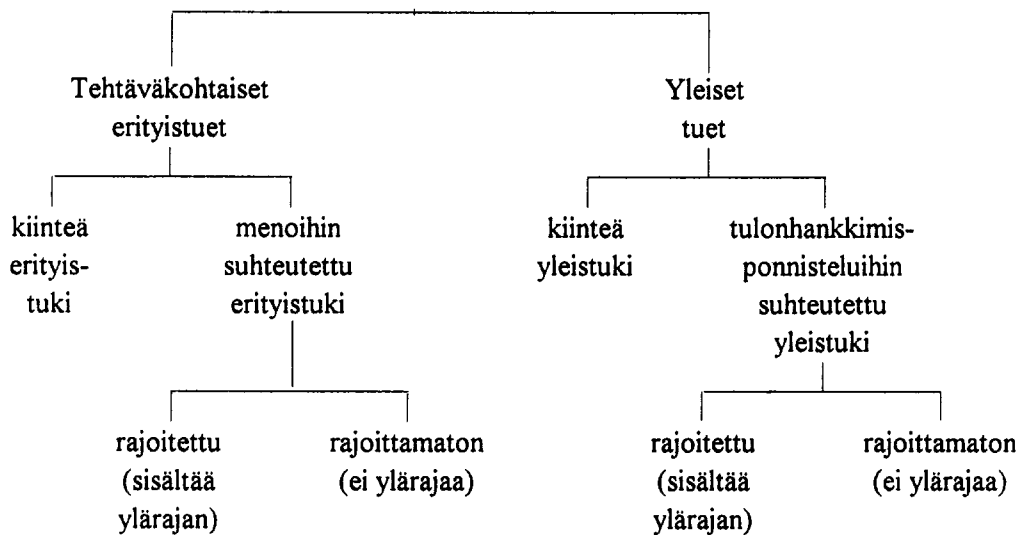 Tehtäväkohtaiset
erityistuet
Yleiset
tuet
kiinteä
erityis-
tuki
menoihin
suhteutettu
erityistuki
kiinteä
yleistuki
tulonhankkimis-
ponnisteluihin
suhteutettu
yleistuki
rajoitettu
(sisältää
ylärajan)
rajoittamaton
(ei ylärajaa)
rajoitettu
(sisältää
ylärajan)
rajoittamaton
(ei ylärajaa)